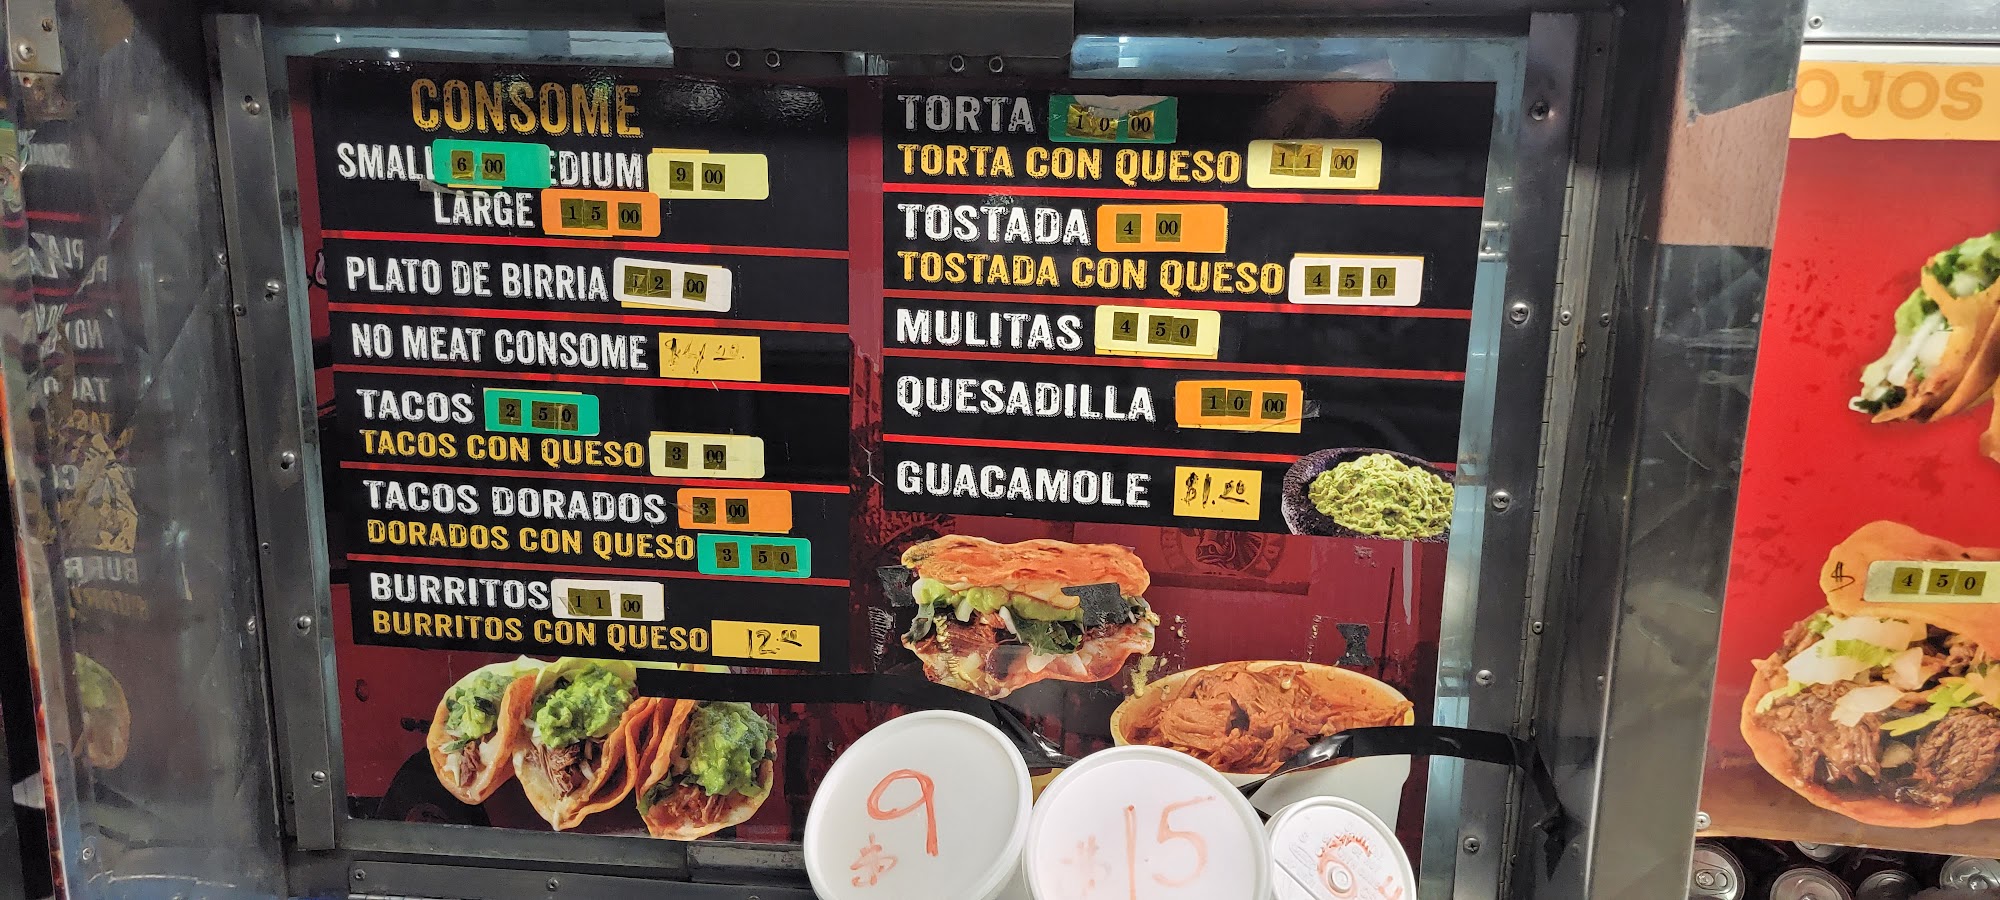 CONSOME
SMALL 6 00 EDIUM 9 00
LARGE 15 00
PLATO DE BIRRIA 12 00
NO MEAT CONSOME
TACOS 2 50
TACOS CON QUESO 3 00
TACOS DORADOS 3 00
DORADOS CON QUESO 3 50
BURRITOS 11 00
BURRITOS CON QUESO 12.00
TORTA 10 00
TORTA CON QUESO 11 00
TOSTADA 4 00
TOSTADA CON QUESO 4 50
MULITAS 4 50
QUESADILLA 10 00
GUACAMOLE $1.50
$9
$15
OJOS
$ 4 50